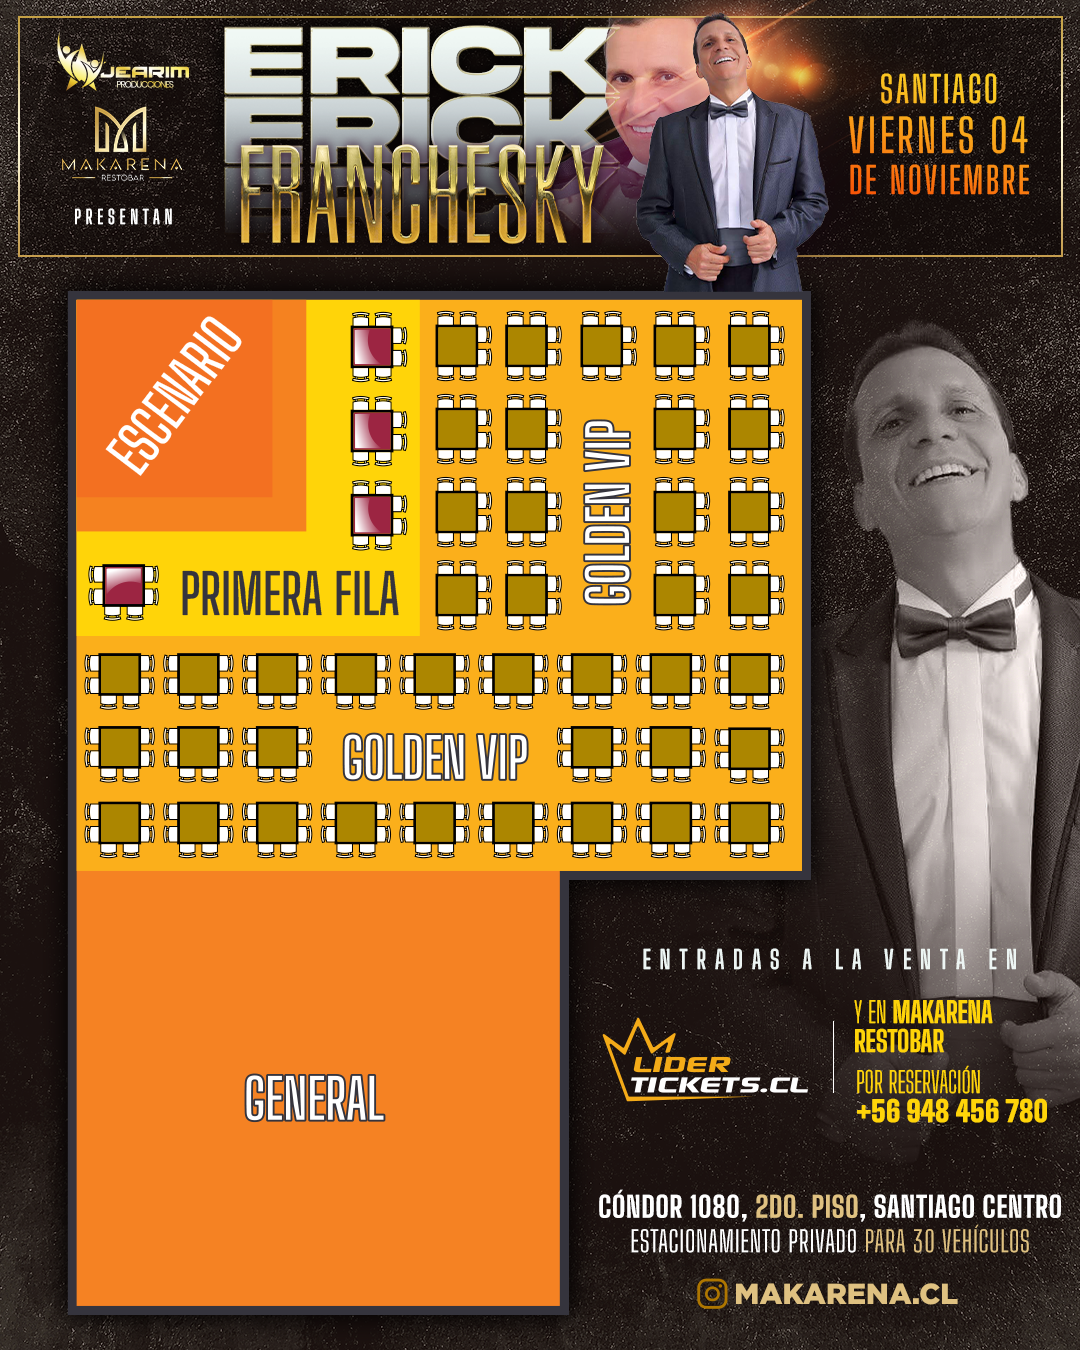 JEARIM
PRODUCCIONES
MAKARENA
RESTOBAR
PRESENTAN
ERICK
ERICK
FRANCHESKY
SANTIAGO
VIERNES 04
DE NOVIEMBRE
ESCENARIO
PRIMERA FILA
GOLDEN VIP
GOLDEN VIP
GENERAL
ENTRADAS A LA VENTA EN
LIDER
TICKETS.CL
Y EN MAKARENA
RESTOBAR
POR RESERVACIÓN
+56 948 456 780
CÓNDOR 1080, 2DO. PISO, SANTIAGO CENTRO
ESTACIONAMIENTO PRIVADO PARA 30 VEHÍCULOS
MAKARENA.CL